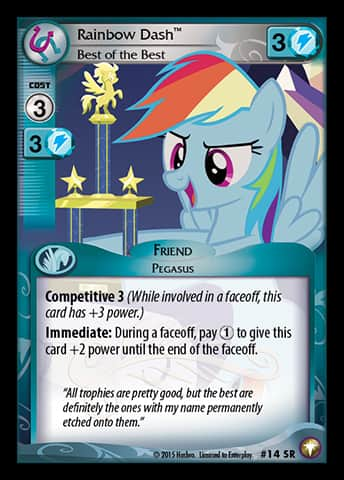 Rainbow Dash™
Best of the Best
3
COST
3
3
FRIEND
PEGASUS
Competitive 3 (While involved in a faceoff, this
card has +3 power.)
Immediate: During a faceoff, pay 1 to give this
card +2 power until the end of the faceoff.
“All trophies are pretty good, but the best are
definitely the ones with my name permanently
etched onto them.”
© 2015 Hasbro. Licensed to Enterplay. #14 SR